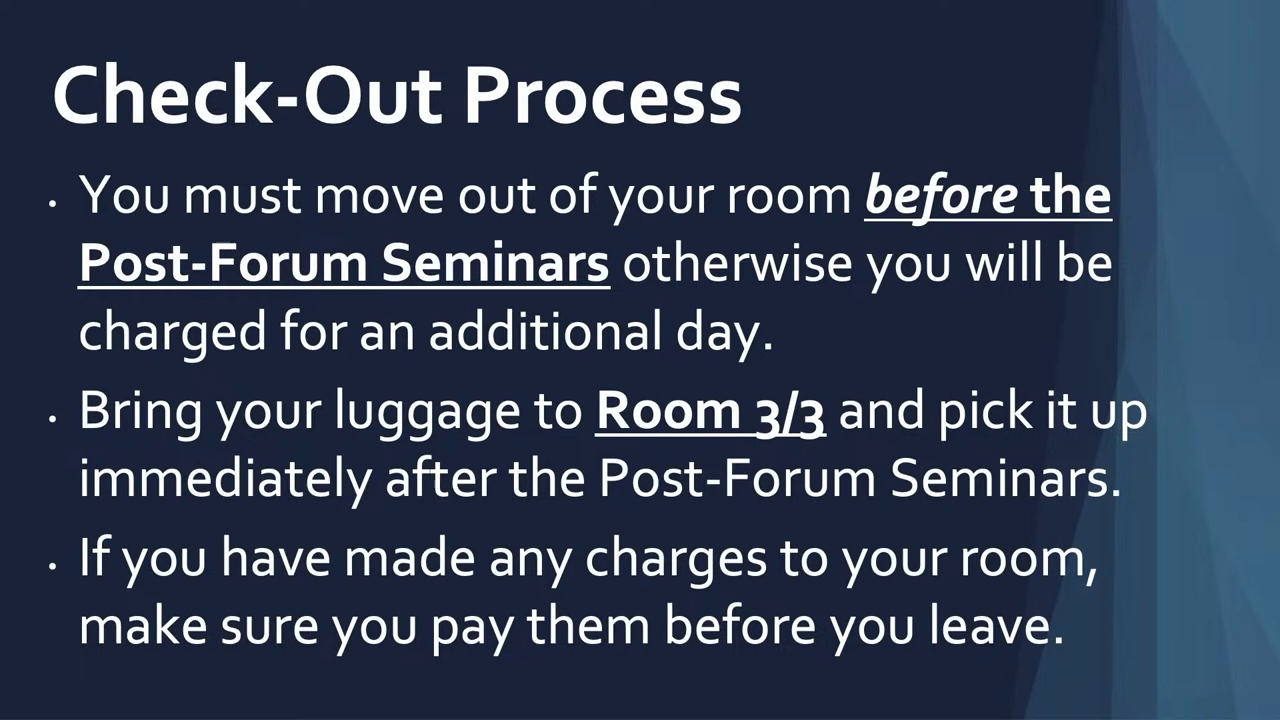 Check-Out Process
• You must move out of your room before the
Post-Forum Seminars otherwise you will be
charged for an additional day.
• Bring your luggage to Room 3/3 and pick it up
immediately after the Post-Forum Seminars.
• If you have made any charges to your room,
make sure you pay them before you leave.